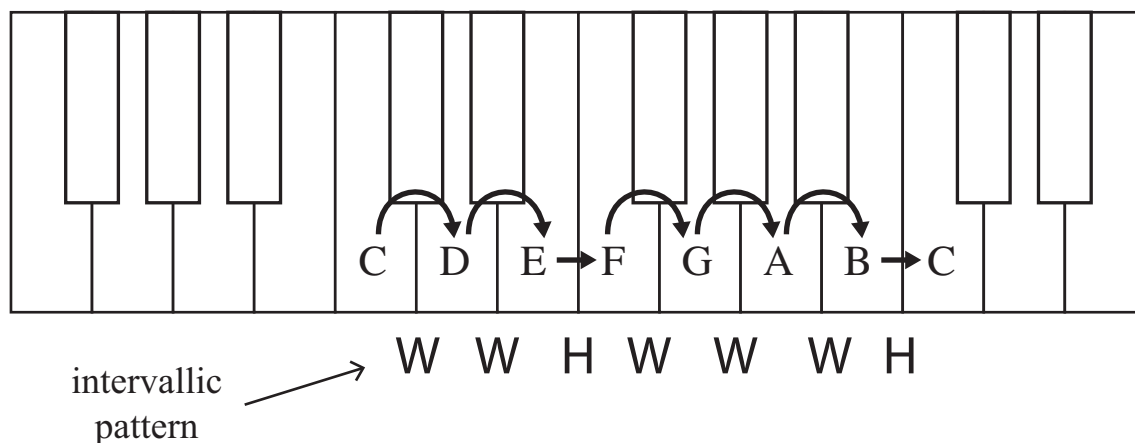 C D E F G A B C
W W H W W W H
intervallic
pattern